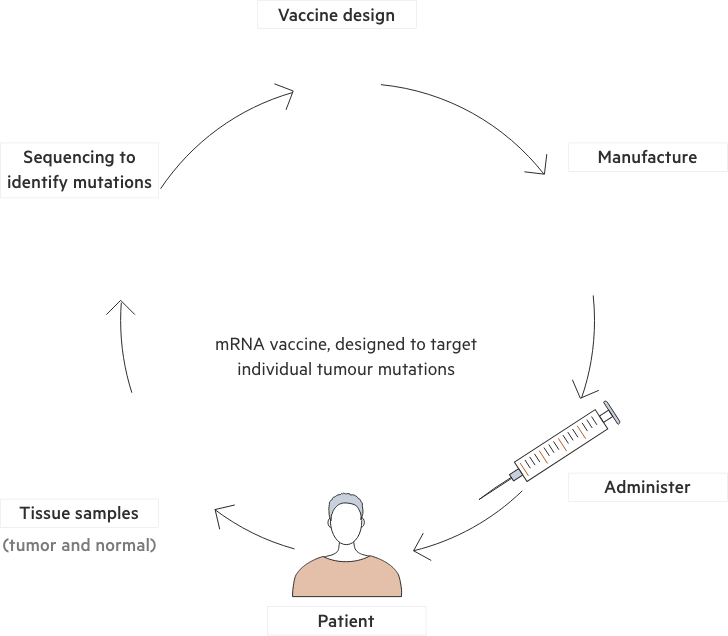 Vaccine design
Sequencing to
identify mutations
Manufacture
mRNA vaccine, designed to target
individual tumour mutations
Administer
Tissue samples
(tumor and normal)
Patient